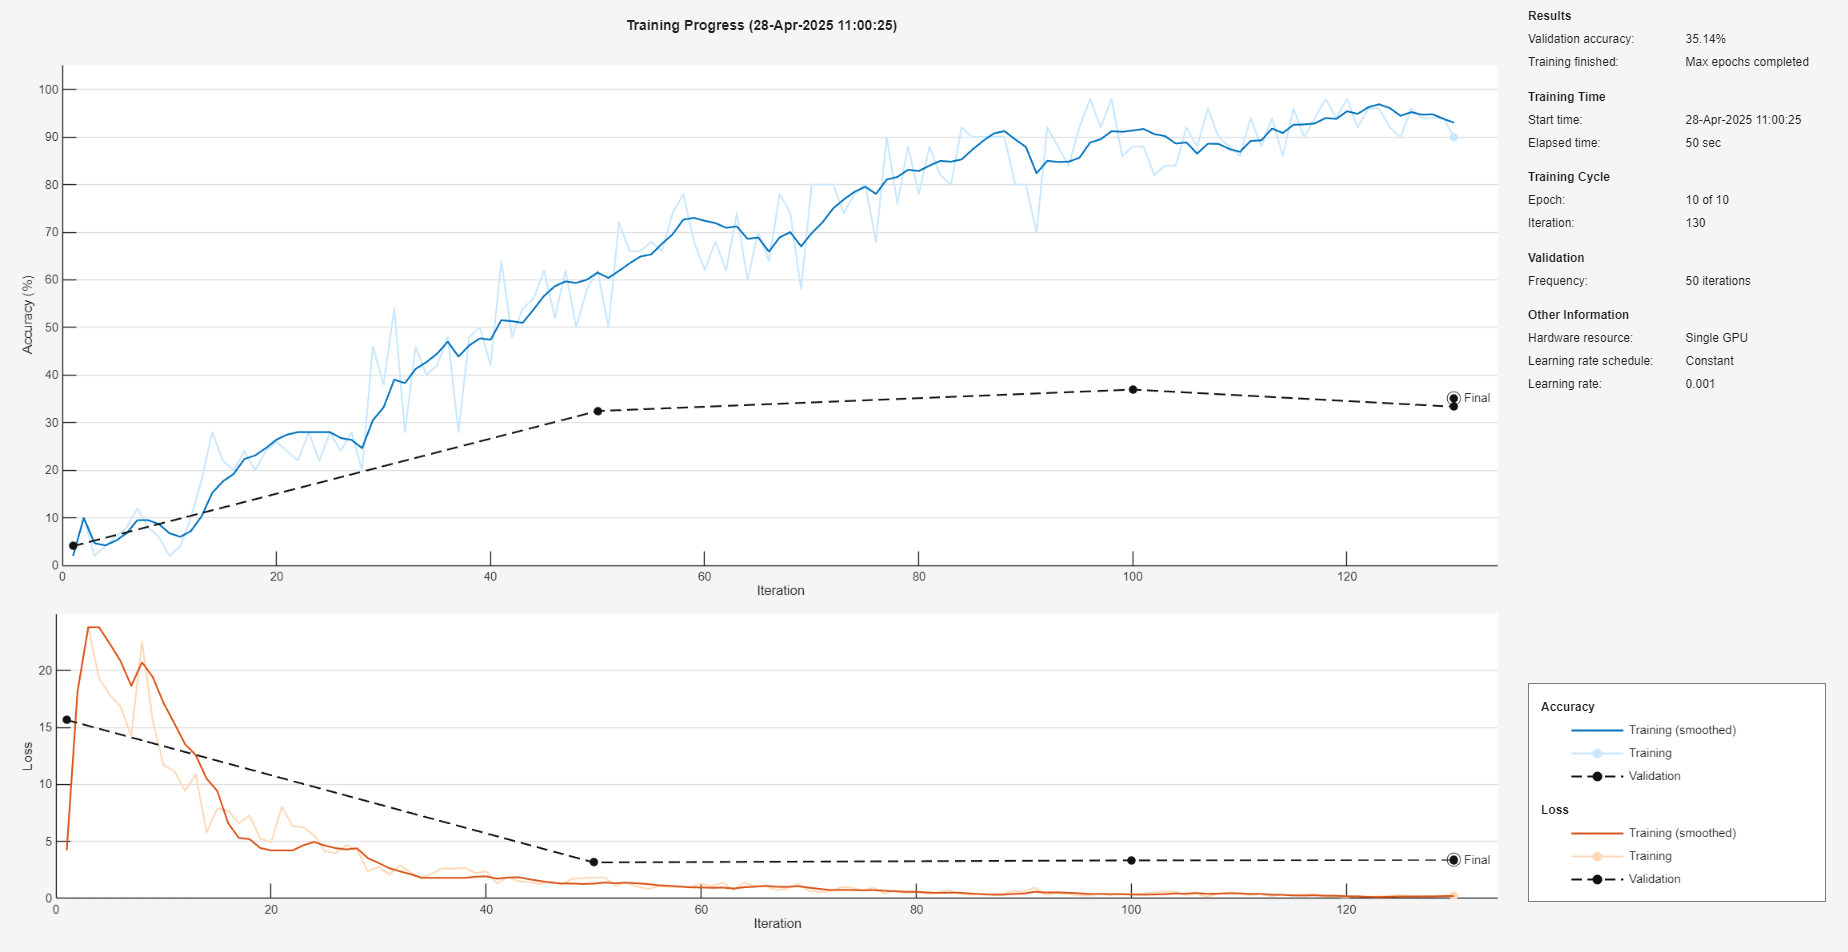 Training Progress (28-Apr-2025 11:00:25)
100
90
80
70
60
50
40
30
20
10
0
Accuracy (%)
Final
0 20 40 60 80 100 120
Iteration
20
15
10
5
0
Loss
Final
0 20 40 60 80 100 120
Iteration
Results
Validation accuracy: 35.14%
Training finished: Max epochs completed
Training Time
Start time: 28-Apr-2025 11:00:25
Elapsed time: 50 sec
Training Cycle
Epoch: 10 of 10
Iteration: 130
Validation
Frequency: 50 iterations
Other Information
Hardware resource: Single GPU
Learning rate schedule: Constant
Learning rate: 0.001
Accuracy
Training (smoothed)
Training
Validation
Loss
Training (smoothed)
Training
Validation